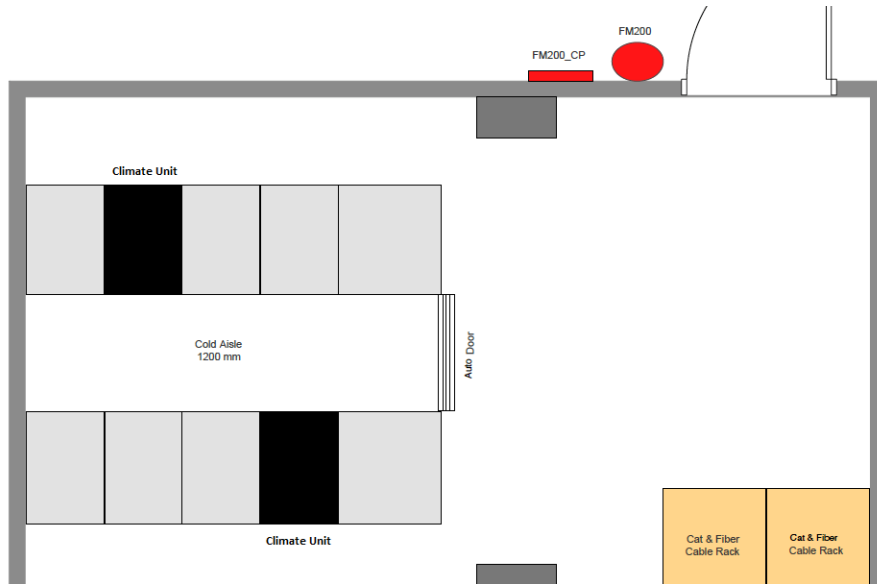 FM200
FM200_CP
Climate Unit
Cold Aisle
1200 mm
Auto Door
Cat & Fiber
Cable Rack
Cat & Fiber
Cable Rack
Climate Unit